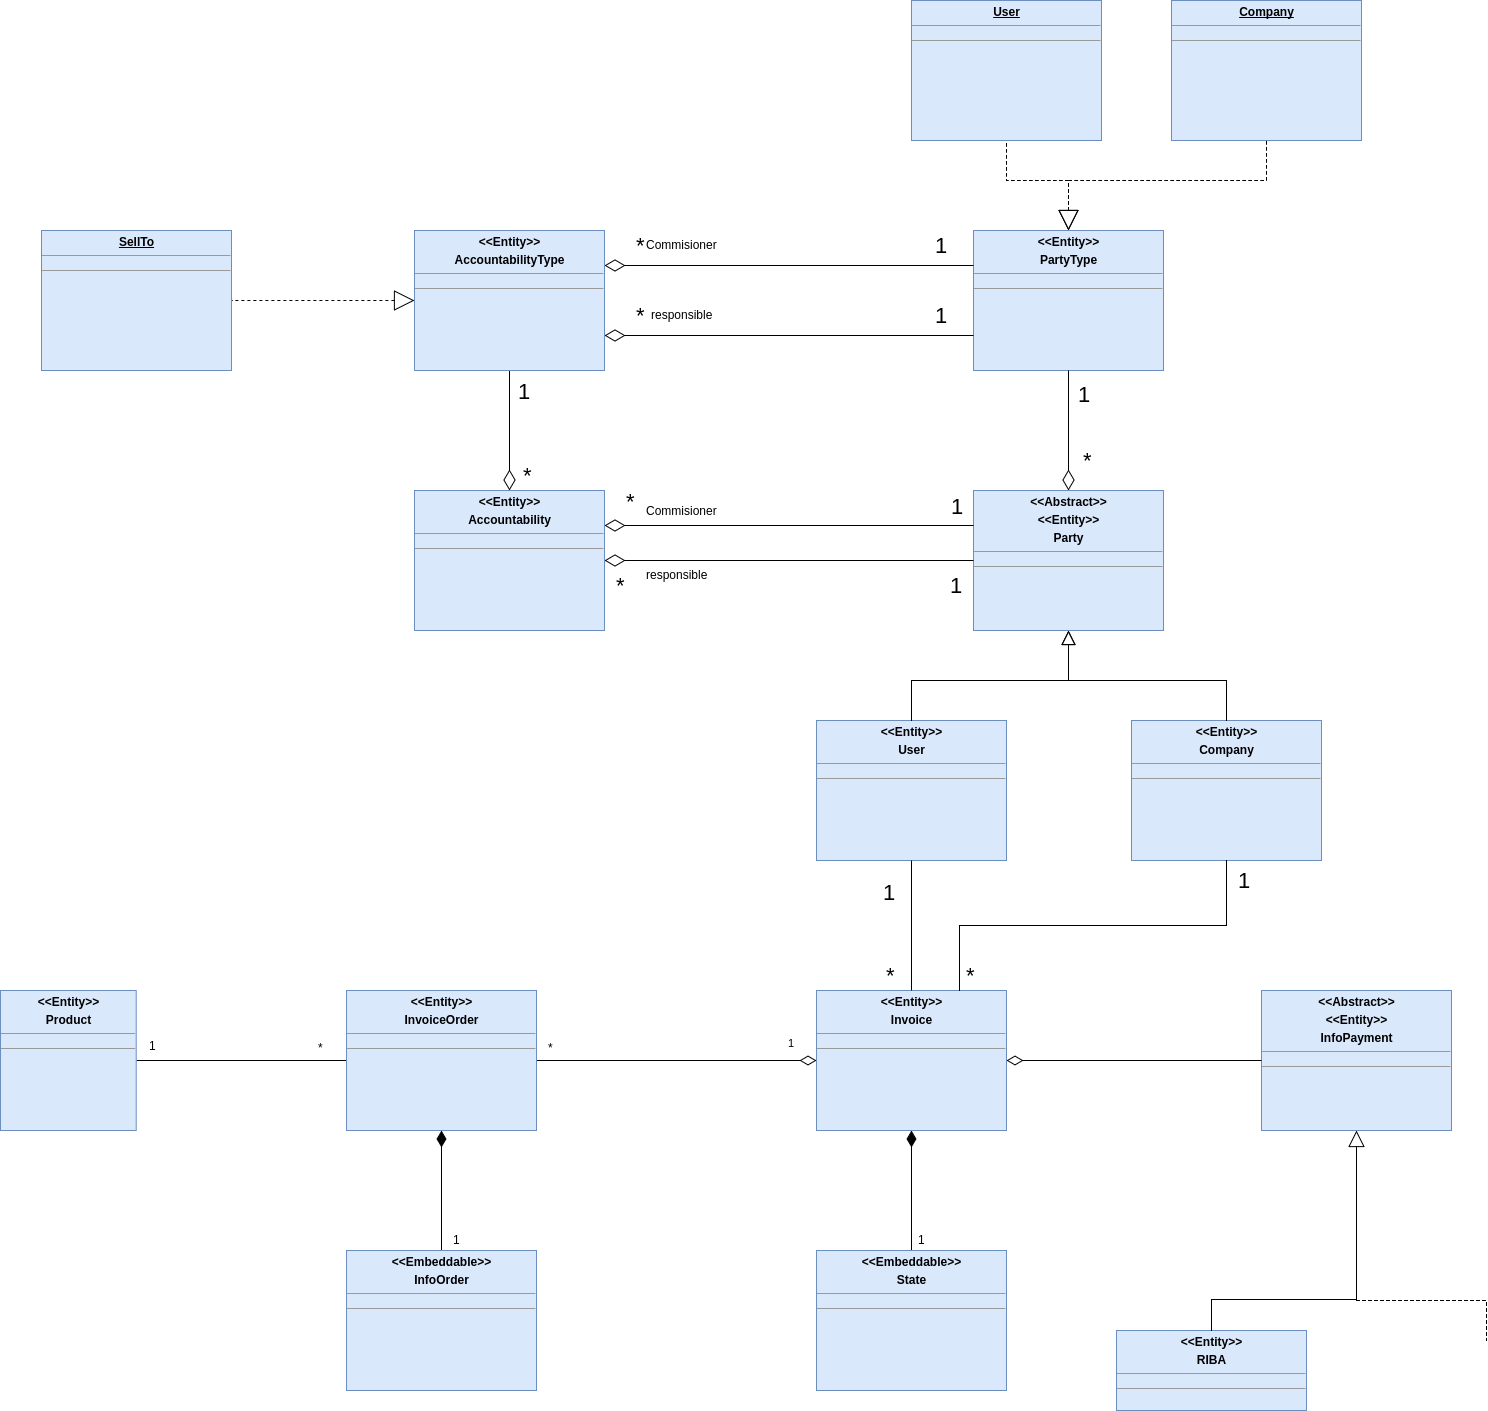 User
Company
SellTo
<<Entity>>
AccountabilityType
* Commisioner
1
<<Entity>>
PartyType
* responsible
1
1
*
1
*
<<Entity>>
Accountability
* Commisioner
1
* responsible
1
<<Abstract>>
<<Entity>>
Party
<<Entity>>
User
<<Entity>>
Company
1
1
*
*
<<Entity>>
Product
1
*
<<Entity>>
InvoiceOrder
*
1
<<Entity>>
Invoice
<<Abstract>>
<<Entity>>
InfoPayment
1
1
<<Embeddable>>
InfoOrder
<<Embeddable>>
State
<<Entity>>
RIBA